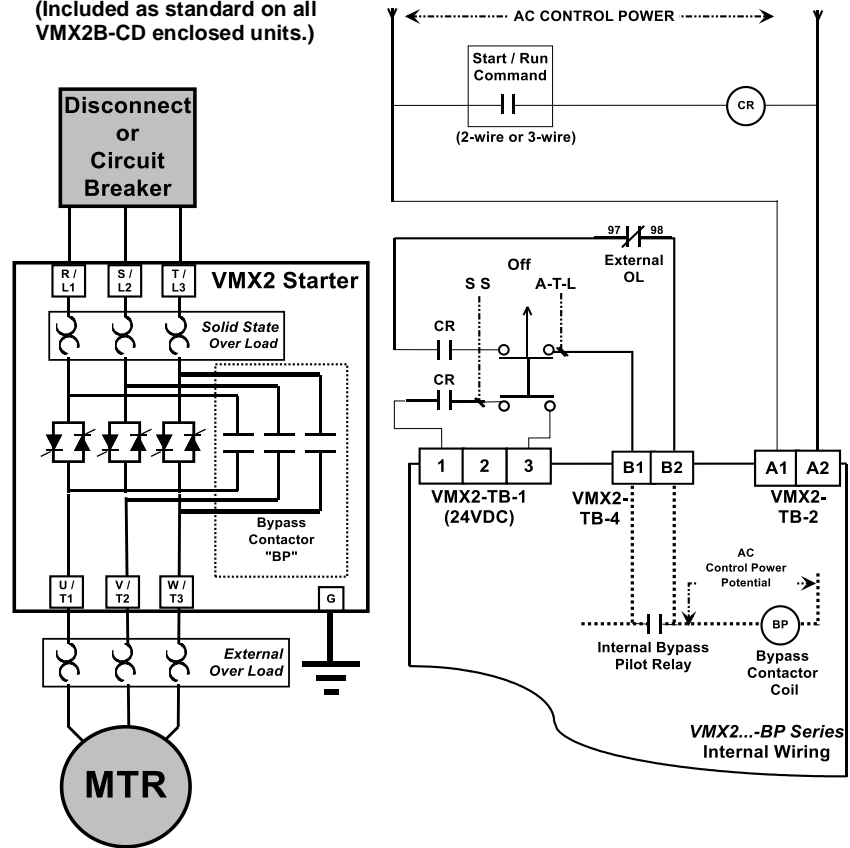 (Included as standard on all
VMX2B-CD enclosed units.)
Disconnect
or
Circuit
Breaker
R /
L1
S /
L2
T /
L3
VMX2 Starter
Solid State
Over Load
Bypass
Contactor
"BP"
U /
T1
V /
T2
W /
T3
G
External
Over Load
MTR
AC CONTROL POWER
Start / Run
Command
CR
(2-wire or 3-wire)
97
98
External
OL
Off
S S
A-T-L
CR
CR
1
2
3
B1
B2
A1
A2
VMX2-TB-1
(24VDC)
VMX2-
TB-4
VMX2-
TB-2
AC
Control Power
Potential
BP
Internal Bypass
Pilot Relay
Bypass
Contactor
Coil
VMX2...-BP Series
Internal Wiring